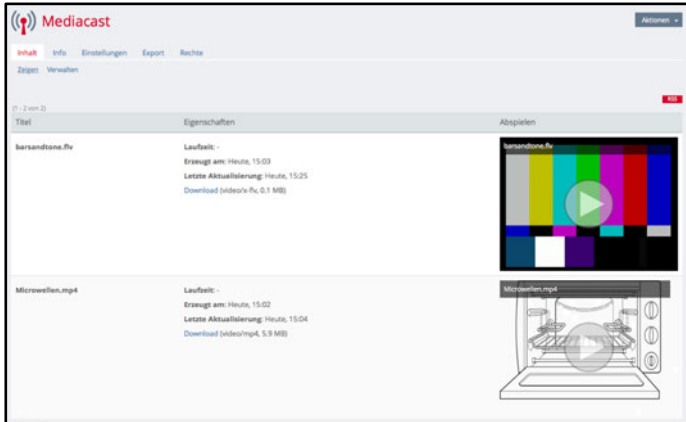 Mediacast
Aktionen
Inhalt Info Einstellungen Export Rechte
Zeigen Verwalten
RSS
(1 - 2 von 2)
Titel Eigenschaften Abspielen
barsandtone.flv
Laufzeit: -
Erzeugt am: Heute, 15:03
Letzte Aktualisierung: Heute, 15:25
Download (video/x-flv, 0.1 MB)
barsandtone.flv
Microwellen.mp4
Laufzeit: -
Erzeugt am: Heute, 15:02
Letzte Aktualisierung: Heute, 15:04
Download (video/mp4, 5.9 MB)
Microwellen.mp4